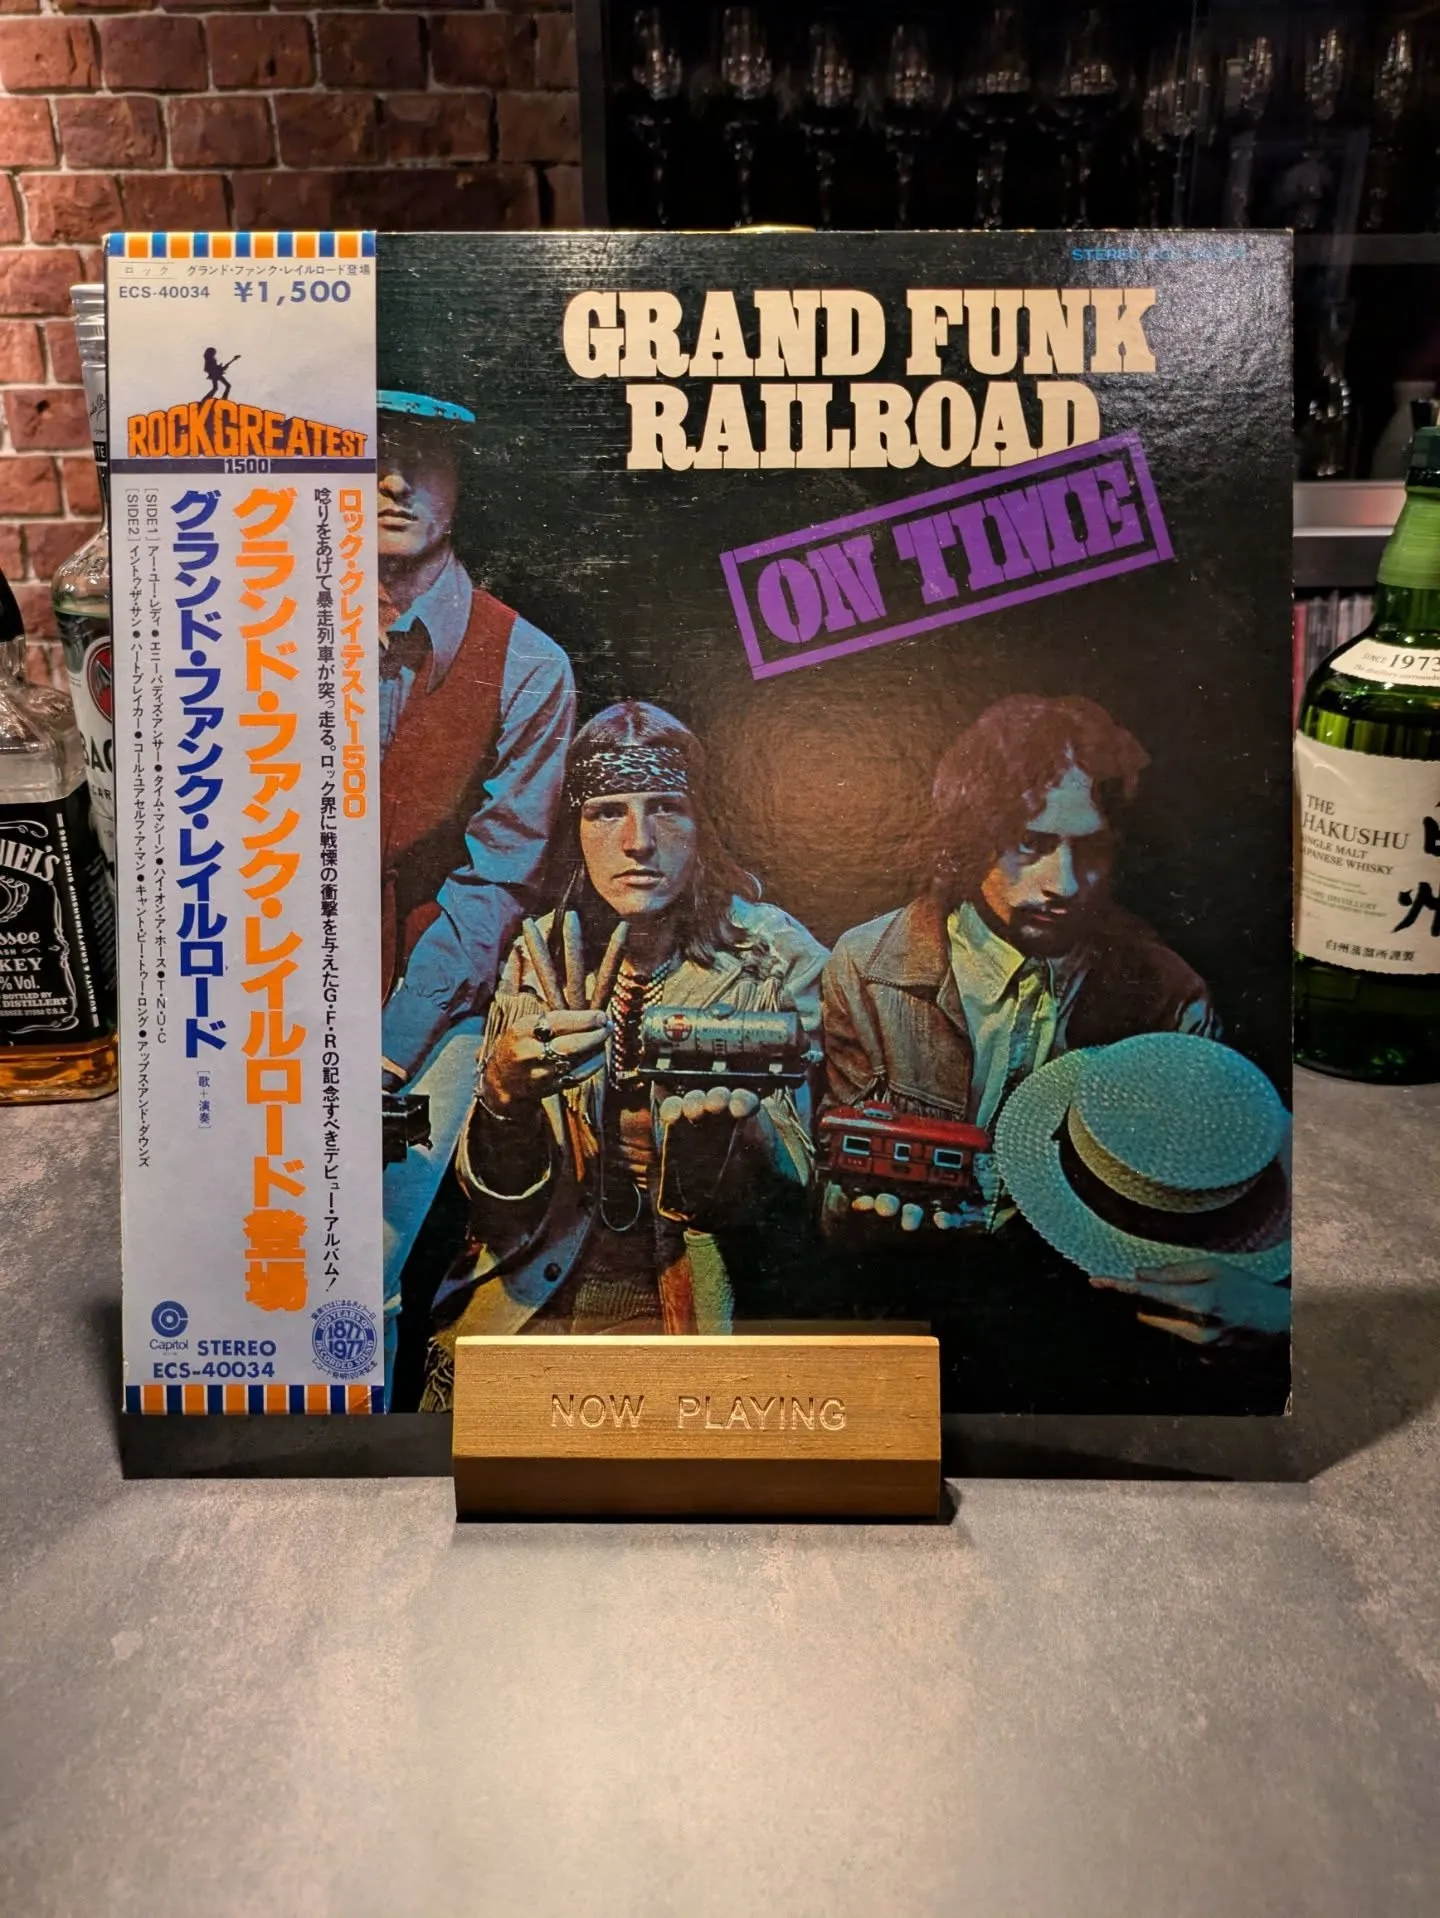 ロック グランド・ファンク・レイルロード登場
ECS-40034 ¥1,500
ROCKGREATEST
1500
ロック・グレイテスト1500
唸りをあげて暴走列車が突っ走る。ロック界に戦慄の衝撃を与えたG・F・Rの記念すべきデビュー・アルバム!
グランド・ファンク・レイルロード登場
グランド・ファンク・レイルロード
[歌+演奏]
[SIDE1] アー・ユー・レディ●エニーバディズ・アンサー●タイム・マシーン●ハイ・オン・ア・ホース●T・N・U・C
[SIDE2] イントゥ・ザ・サン●ハートブレイカー●コール・ユアセルフ・ア・マン●キャント・ビー・トゥー・ロング●アップス・アンド・ダウンズ
Capitol
STEREO
ECS-40034
100 YEARS OF
1877
1977
RECORDED SOUND
STEREO
GRAND FUNK
RAILROAD
ON TIME
NOW PLAYING
SINCE 1973
THE
HAKUSHU
SINGLE MALT
JAPANESE WHISKY
白州蒸溜所謹製